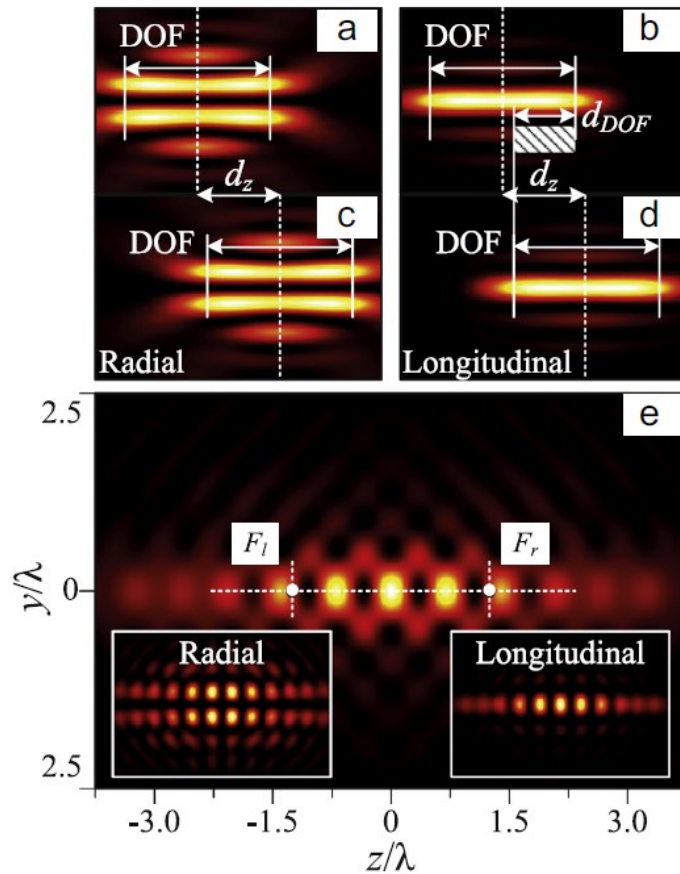 a
DOF
b
DOF
d_DOF
d_z
d_z
c
DOF
Radial
d
DOF
Longitudinal
e
2.5
F_l
F_r
y/λ
0
Radial
Longitudinal
2.5
-3.0
-1.5
0
1.5
3.0
z/λ